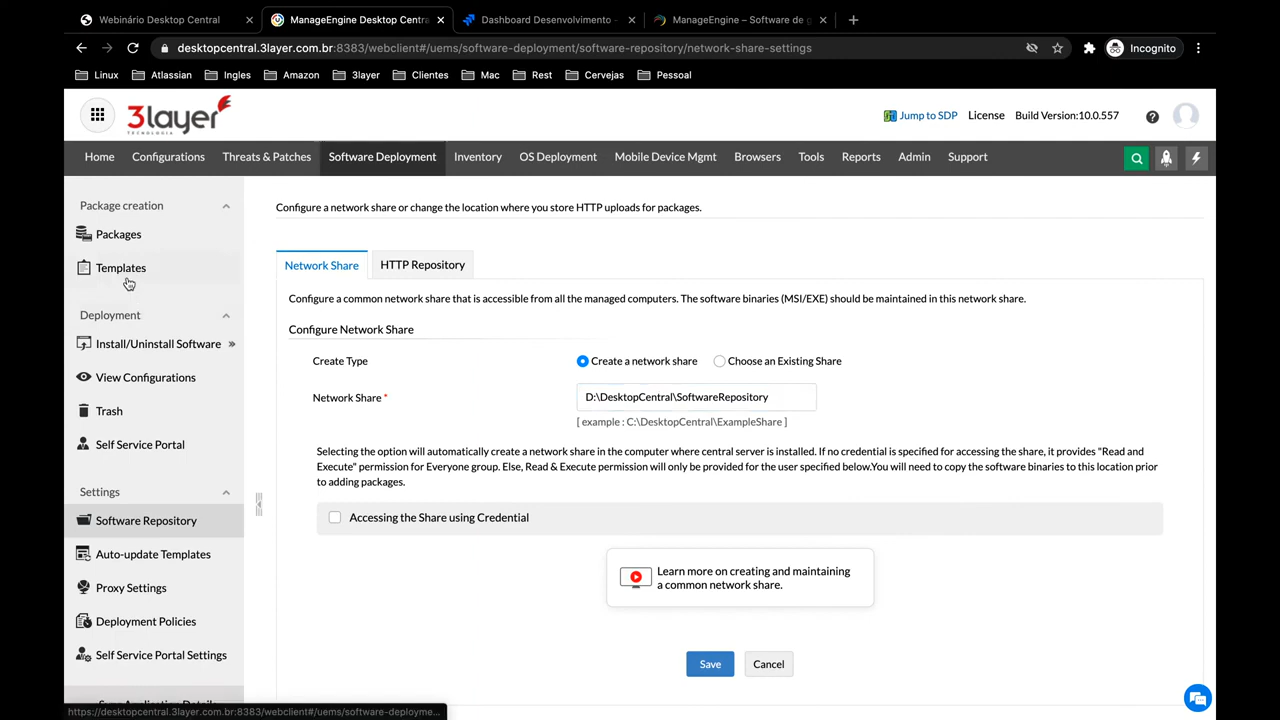 Webinário Desktop Central
ManageEngine Desktop Centra
Dashboard Desenvolvimento -
ManageEngine – Software de g
desktopcentral.3layer.com.br:8383/webclient#/uems/software-deployment/software-repository/network-share-settings
Incognito
Linux
Atlassian
Ingles
Amazon
3layer
Clientes
Mac
Rest
Cervejas
Pessoal
3layer
TECNOLOGIA
Jump to SDP
License
Build Version:10.0.557
Home
Configurations
Threats & Patches
Software Deployment
Inventory
OS Deployment
Mobile Device Mgmt
Browsers
Tools
Reports
Admin
Support
Package creation
Packages
Templates
Deployment
Install/Uninstall Software »
View Configurations
Trash
Self Service Portal
Settings
Software Repository
Auto-update Templates
Proxy Settings
Deployment Policies
Self Service Portal Settings
https://desktopcentral.3layer.com.br:8383/webclient#/uems/software-deployme...
Configure a network share or change the location where you store HTTP uploads for packages.
Network Share
HTTP Repository
Configure a common network share that is accessible from all the managed computers. The software binaries (MSI/EXE) should be maintained in this network share.
Configure Network Share
Create Type
Create a network share
Choose an Existing Share
Network Share *
D:\DesktopCentral\SoftwareRepository
[ example : C:\DesktopCentral\ExampleShare ]
Selecting the option will automatically create a network share in the computer where central server is installed. If no credential is specified for accessing the share, it provides "Read and
Execute" permission for Everyone group. Else, Read & Execute permission will only be provided for the user specified below.You will need to copy the software binaries to this location prior
to adding packages.
Accessing the Share using Credential
Learn more on creating and maintaining
a common network share.
Save
Cancel